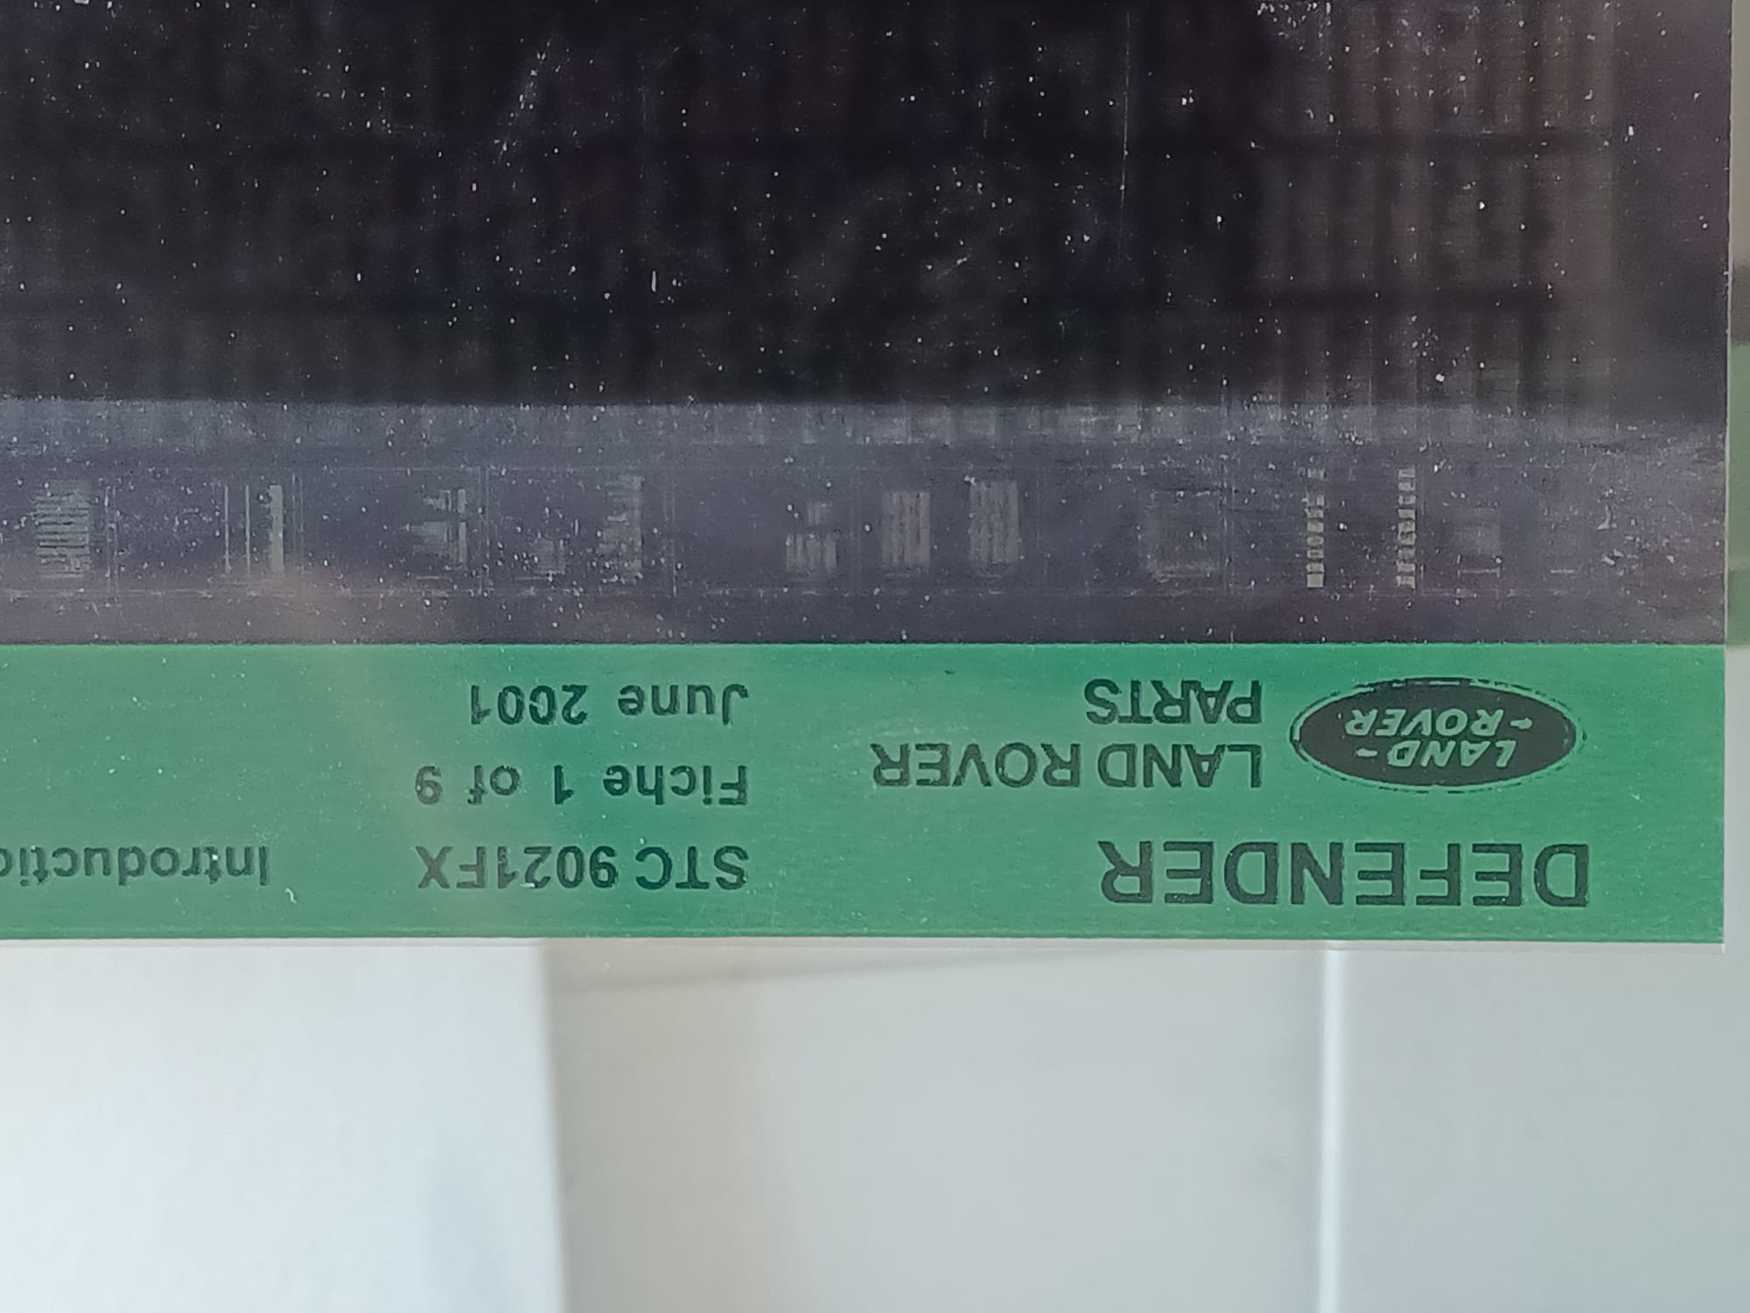 DEFENDER
LAND-
-ROVER
LAND ROVER
PARTS
STC 9021FX
Fiche 1 of 9
June 2001